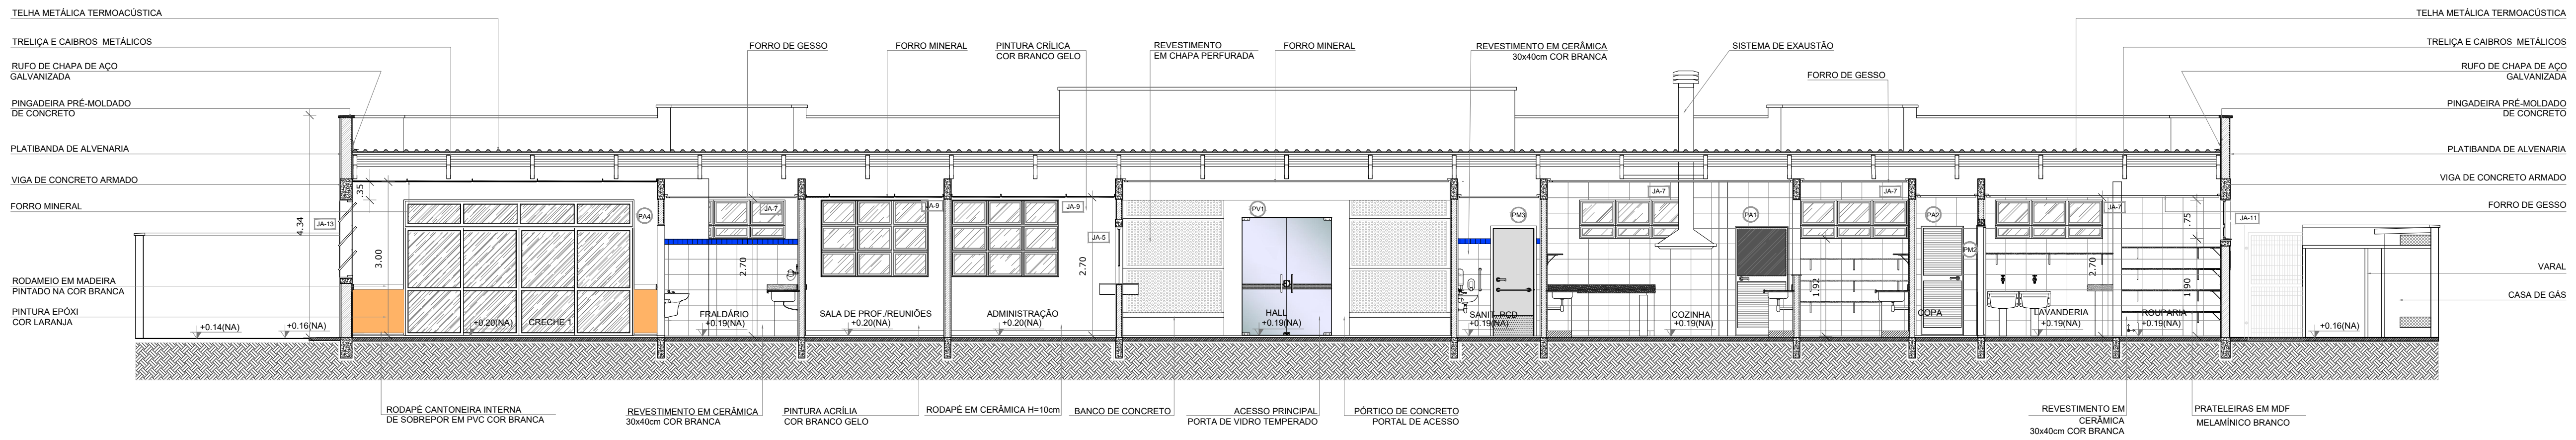 TELHA METÁLICA TERMOACÚSTICA
TRELIÇA E CAIBROS METÁLICOS
RUFO DE CHAPA DE AÇO
GALVANIZADA
PINGADEIRA PRÉ-MOLDADO
DE CONCRETO
PLATIBANDA DE ALVENARIA
VIGA DE CONCRETO ARMADO
FORRO MINERAL
RODAMEIO EM MADEIRA
PINTADO NA COR BRANCA
PINTURA EPÓXI
COR LARANJA
FORRO DE GESSO
FORRO MINERAL
PINTURA CRÍLICA
COR BRANCO GELO
REVESTIMENTO
EM CHAPA PERFURADA
FORRO MINERAL
REVESTIMENTO EM CERÂMICA
30x40cm COR BRANCA
SISTEMA DE EXAUSTÃO
FORRO DE GESSO
TELHA METÁLICA TERMOACÚSTICA
TRELIÇA E CAIBROS METÁLICOS
RUFO DE CHAPA DE AÇO
GALVANIZADA
PINGADEIRA PRÉ-MOLDADO
DE CONCRETO
PLATIBANDA DE ALVENARIA
VIGA DE CONCRETO ARMADO
FORRO DE GESSO
VARAL
CASA DE GÁS
4.34
.35
3.00
JA-13
PA4
JA-7
2.70
JA-9
JA-9
2.70
JA-5
PV1
PM3
JA-7
PA1
JA-7
1.92
PA2
PM2
JA-7
2.70
.75
1.90
JA-11
+0.14(NA)
+0.16(NA)
+0.20(NA)
CRECHE 1
FRALDÁRIO
+0.19(NA)
SALA DE PROF./REUNIÕES
+0.20(NA)
ADMINISTRAÇÃO
+0.20(NA)
HALL
+0.19(NA)
SANIT. PCD
+0.19(NA)
COZINHA
+0.19(NA)
COPA
LAVANDERIA
+0.19(NA)
ROUPARIA
+0.19(NA)
+0.16(NA)
RODAPÉ CANTONEIRA INTERNA
DE SOBREPOR EM PVC COR BRANCA
REVESTIMENTO EM CERÂMICA
30x40cm COR BRANCA
PINTURA ACRÍLIA
COR BRANCO GELO
RODAPÉ EM CERÂMICA H=10cm
BANCO DE CONCRETO
ACESSO PRINCIPAL
PORTA DE VIDRO TEMPERADO
PÓRTICO DE CONCRETO
PORTAL DE ACESSO
REVESTIMENTO EM
CERÂMICA
30x40cm COR BRANCA
PRATELEIRAS EM MDF
MELAMÍNICO BRANCO